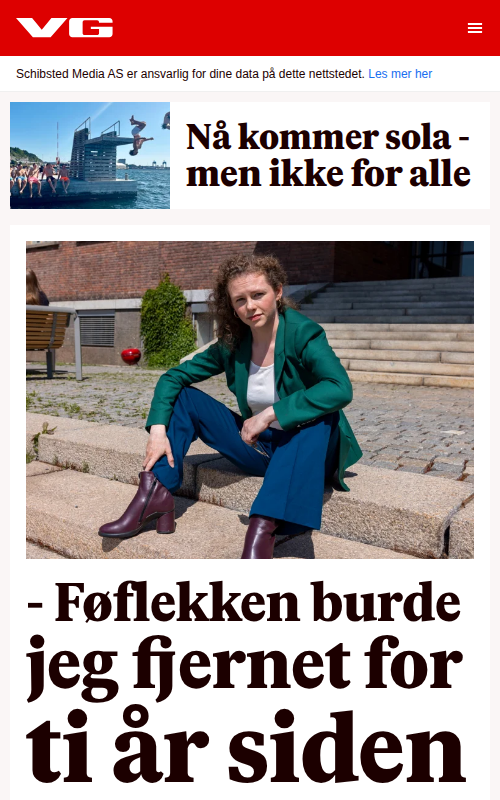 VG
Schibsted Media AS er ansvarlig for dine data på dette nettstedet. Les mer her
Nå kommer sola -
men ikke for alle
- Føflekken burde
jeg fjernet for
ti år siden